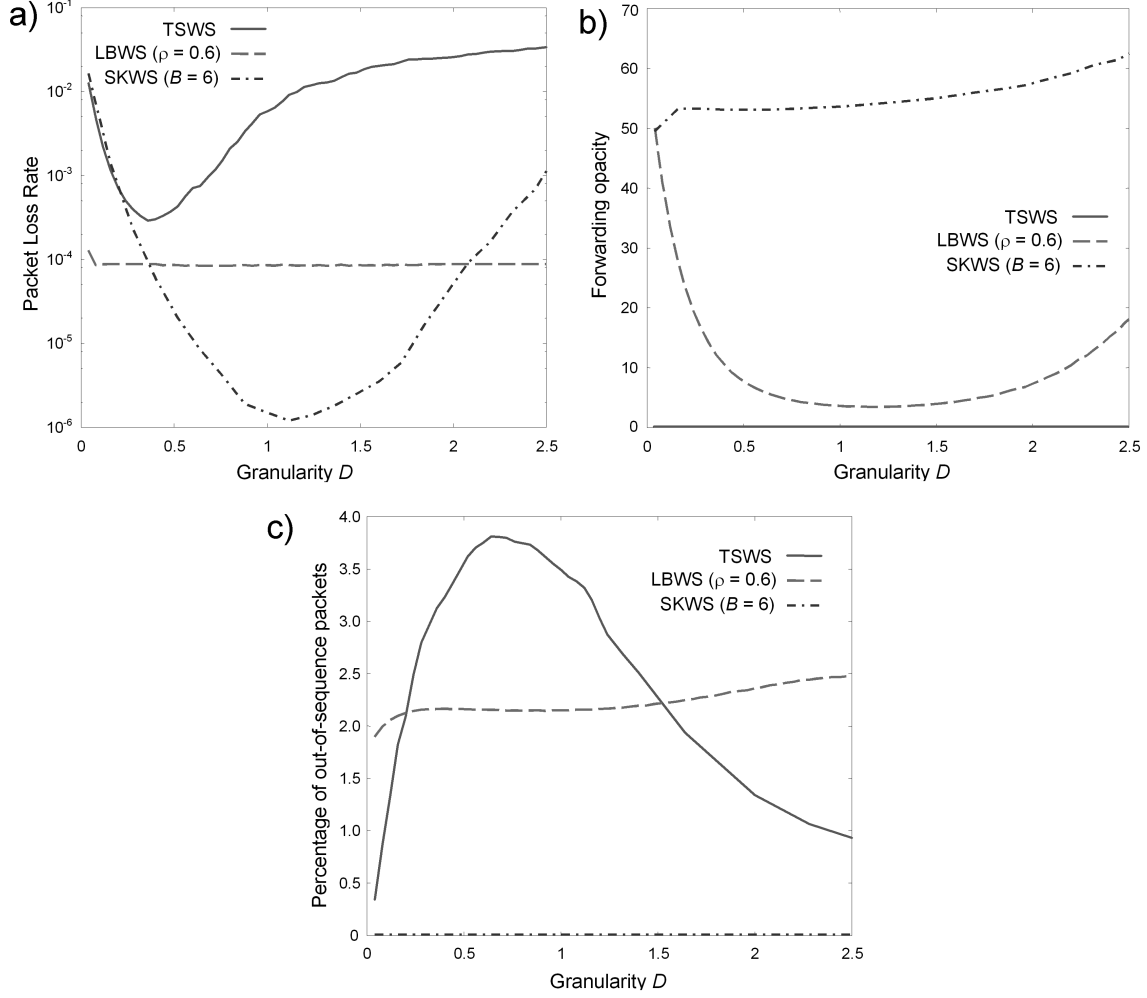 a)
10⁻¹
10⁻²
10⁻³
10⁻⁴
10⁻⁵
10⁻⁶
Packet Loss Rate
TSWS
LBWS (ρ = 0.6)
SKWS (B = 6)
0 0.5 1 1.5 2 2.5
Granularity D
b)
70
60
50
40
30
20
10
0
Forwarding opacity
TSWS
LBWS (ρ = 0.6)
SKWS (B = 6)
0 0.5 1 1.5 2 2.5
Granularity D
c)
4.0
3.5
3.0
2.5
2.0
1.5
1.0
0.5
0
Percentage of out-of-sequence packets
TSWS
LBWS (ρ = 0.6)
SKWS (B = 6)
0 0.5 1 1.5 2 2.5
Granularity D